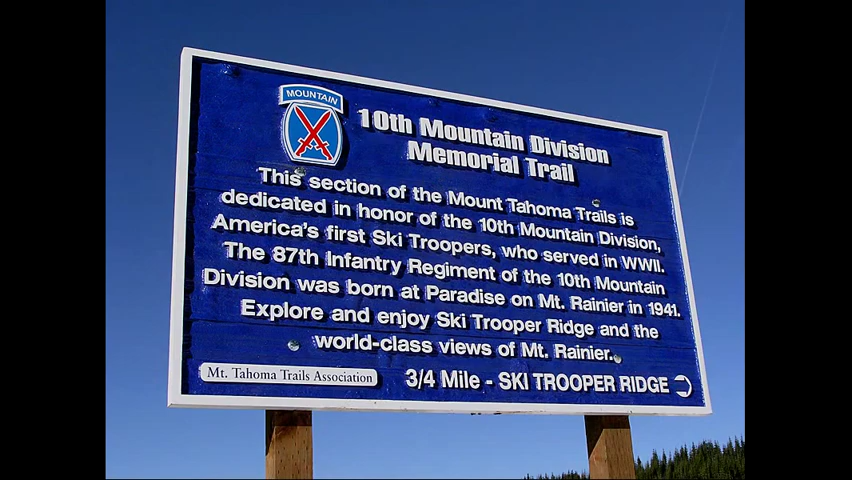 MOUNTAIN
10th Mountain Division
Memorial Trail
This section of the Mount Tahoma Trails is
dedicated in honor of the 10th Mountain Division,
America's first Ski Troopers, who served in WWII.
The 87th Infantry Regiment of the 10th Mountain
Division was born at Paradise on Mt. Rainier in 1941.
Explore and enjoy Ski Trooper Ridge and the
world-class views of Mt. Rainier.
Mt. Tahoma Trails Association
3/4 Mile - SKI TROOPER RIDGE